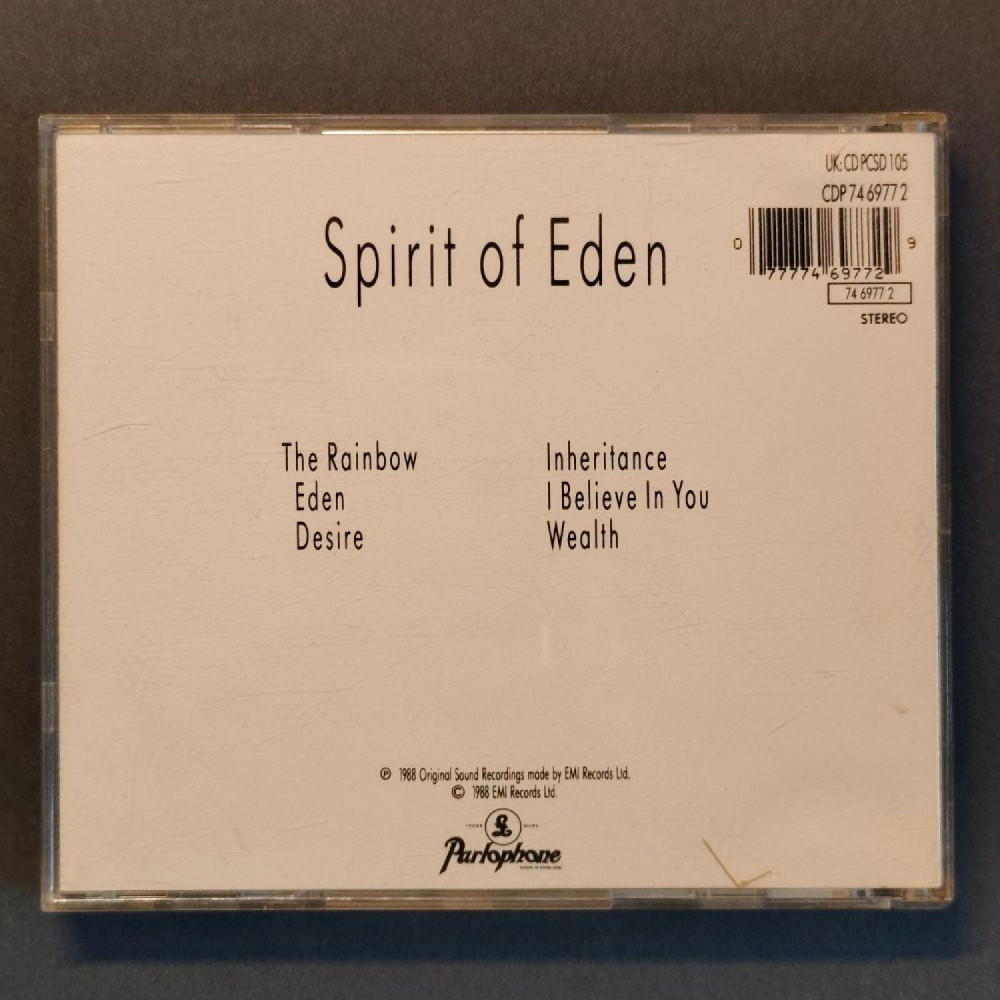 UK: CD PCSD 105
CDP 74 6977 2
0 77774 69772 9
74 6977 2
STEREO
Spirit of Eden
The Rainbow
Eden
Desire
Inheritance
I Believe In You
Wealth
℗ 1988 Original Sound Recordings made by EMI Records Ltd.
© 1988 EMI Records Ltd.
TRADE MARK
Parlophone